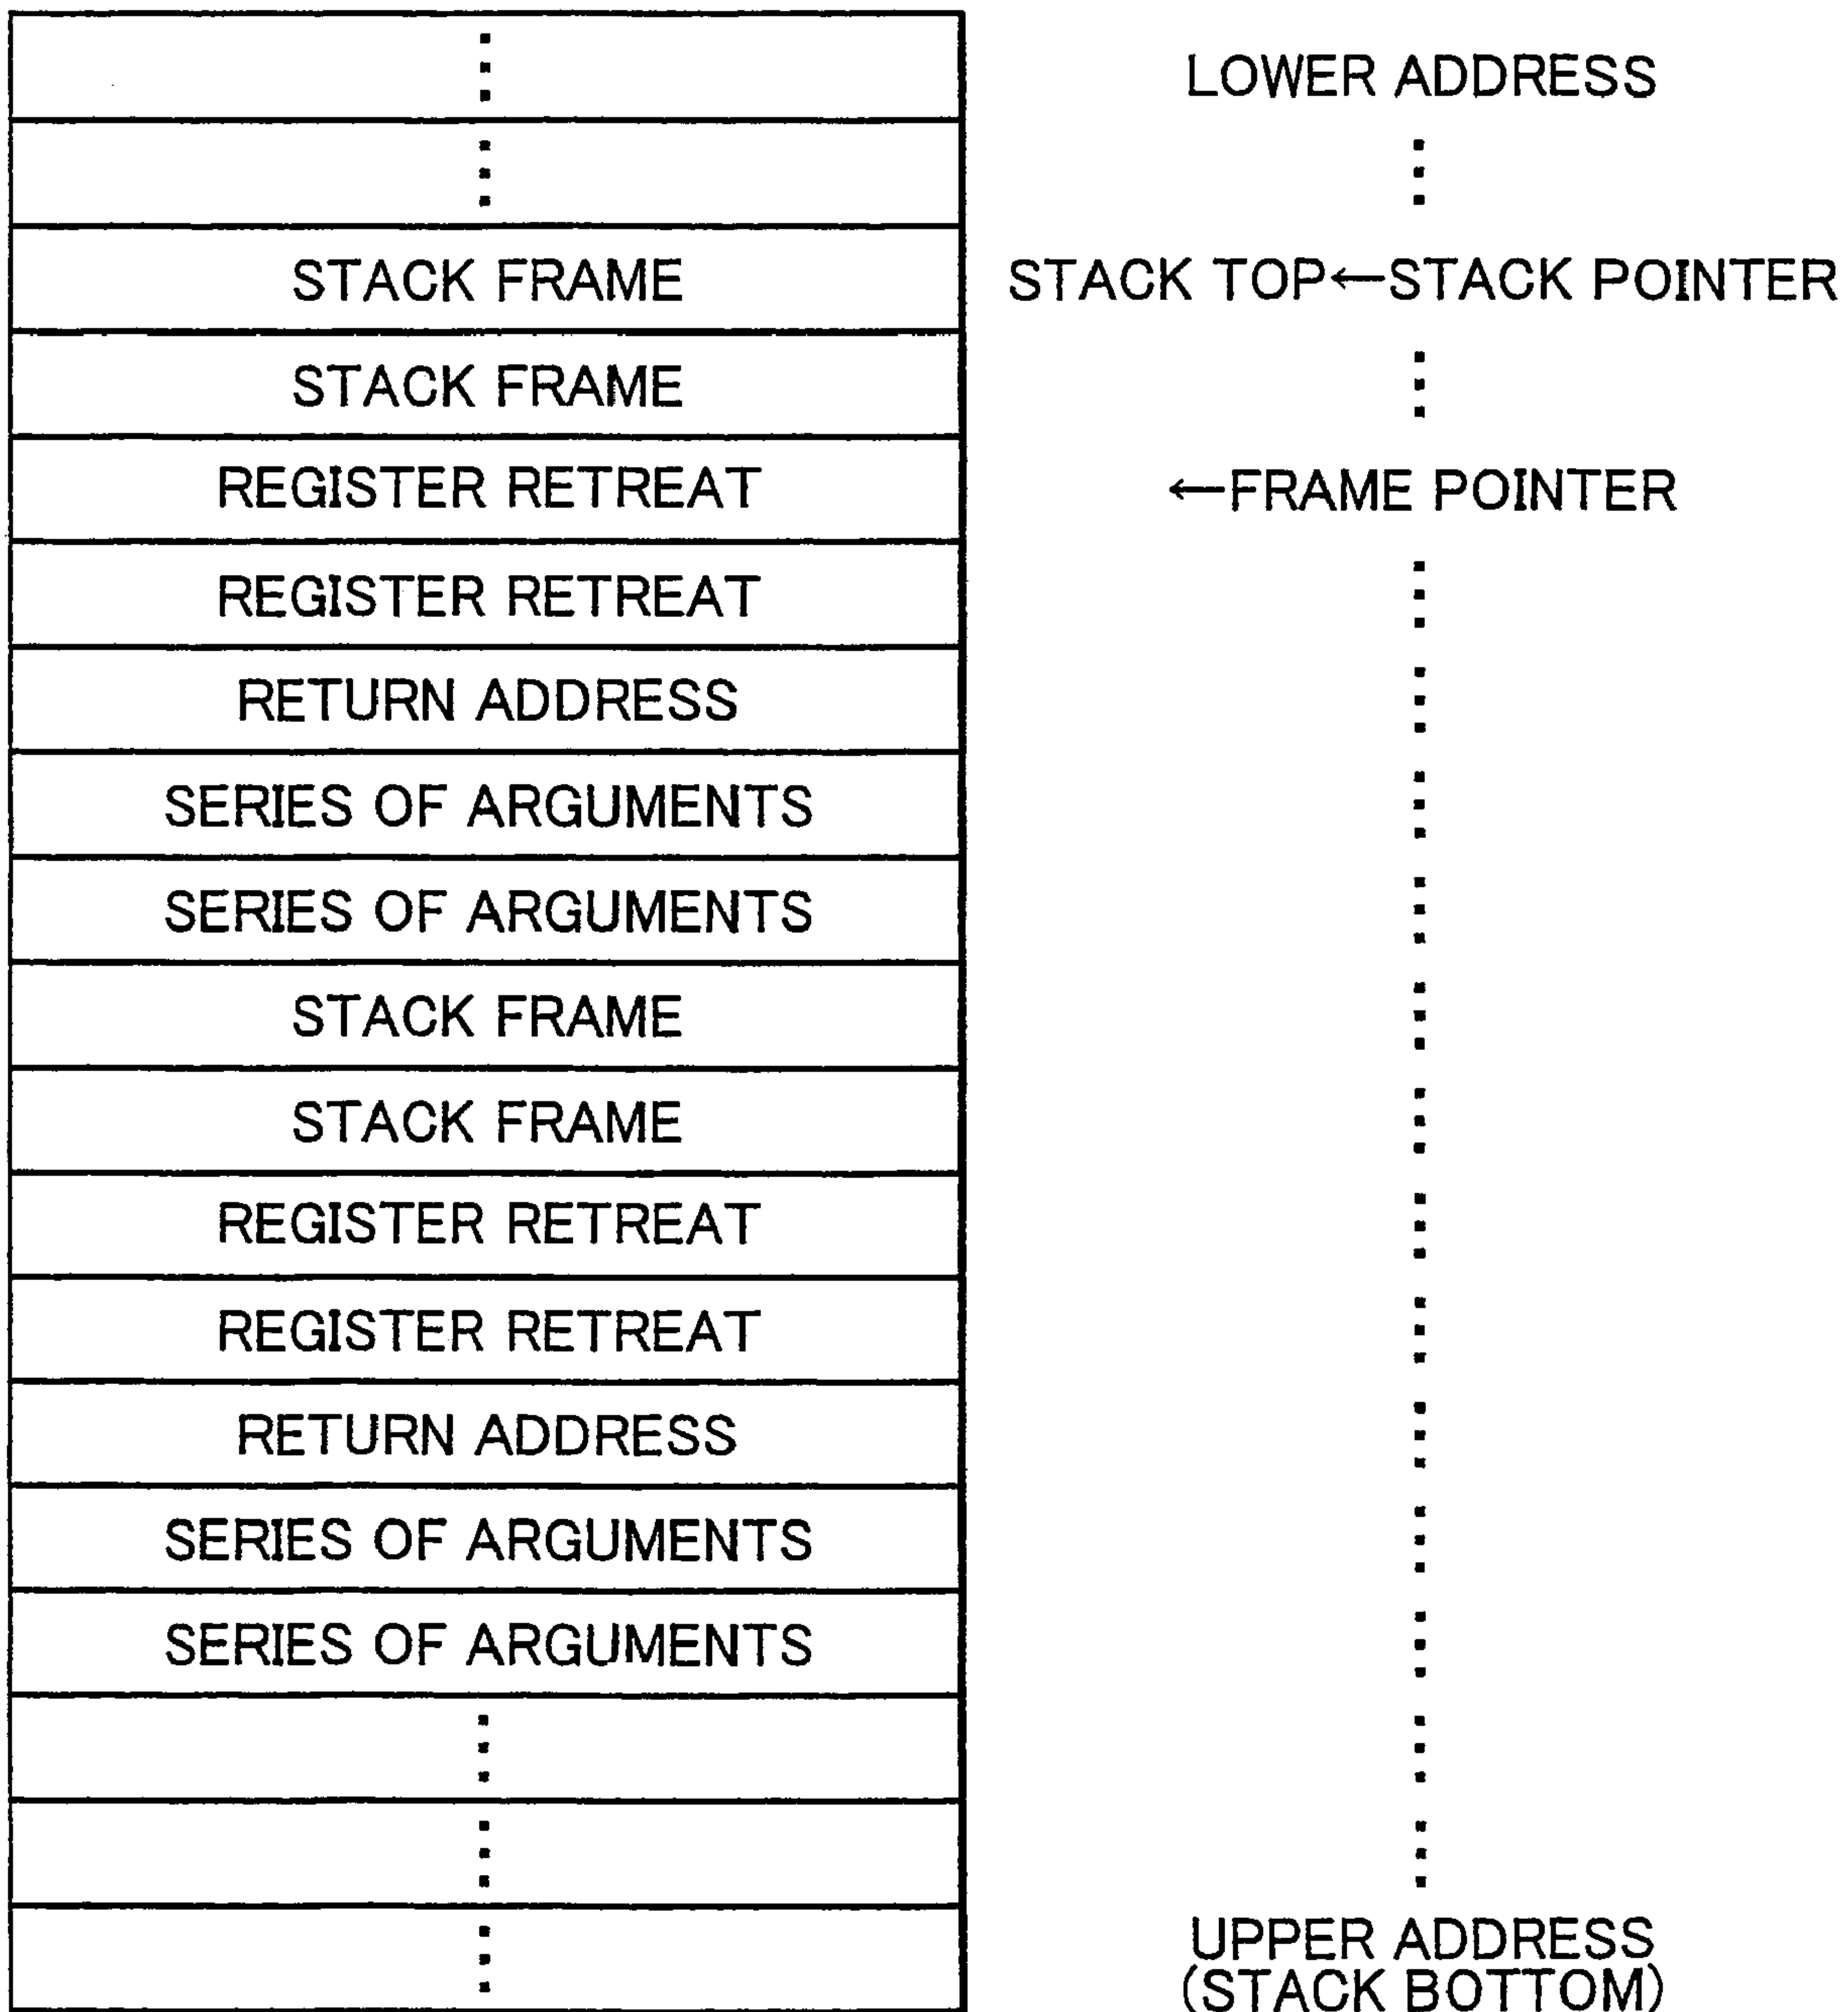 LOWER ADDRESS
STACK FRAME STACK TOP←STACK POINTER
STACK FRAME
REGISTER RETREAT ←FRAME POINTER
REGISTER RETREAT
RETURN ADDRESS
SERIES OF ARGUMENTS
SERIES OF ARGUMENTS
STACK FRAME
STACK FRAME
REGISTER RETREAT
REGISTER RETREAT
RETURN ADDRESS
SERIES OF ARGUMENTS
SERIES OF ARGUMENTS
UPPER ADDRESS
(STACK BOTTOM)